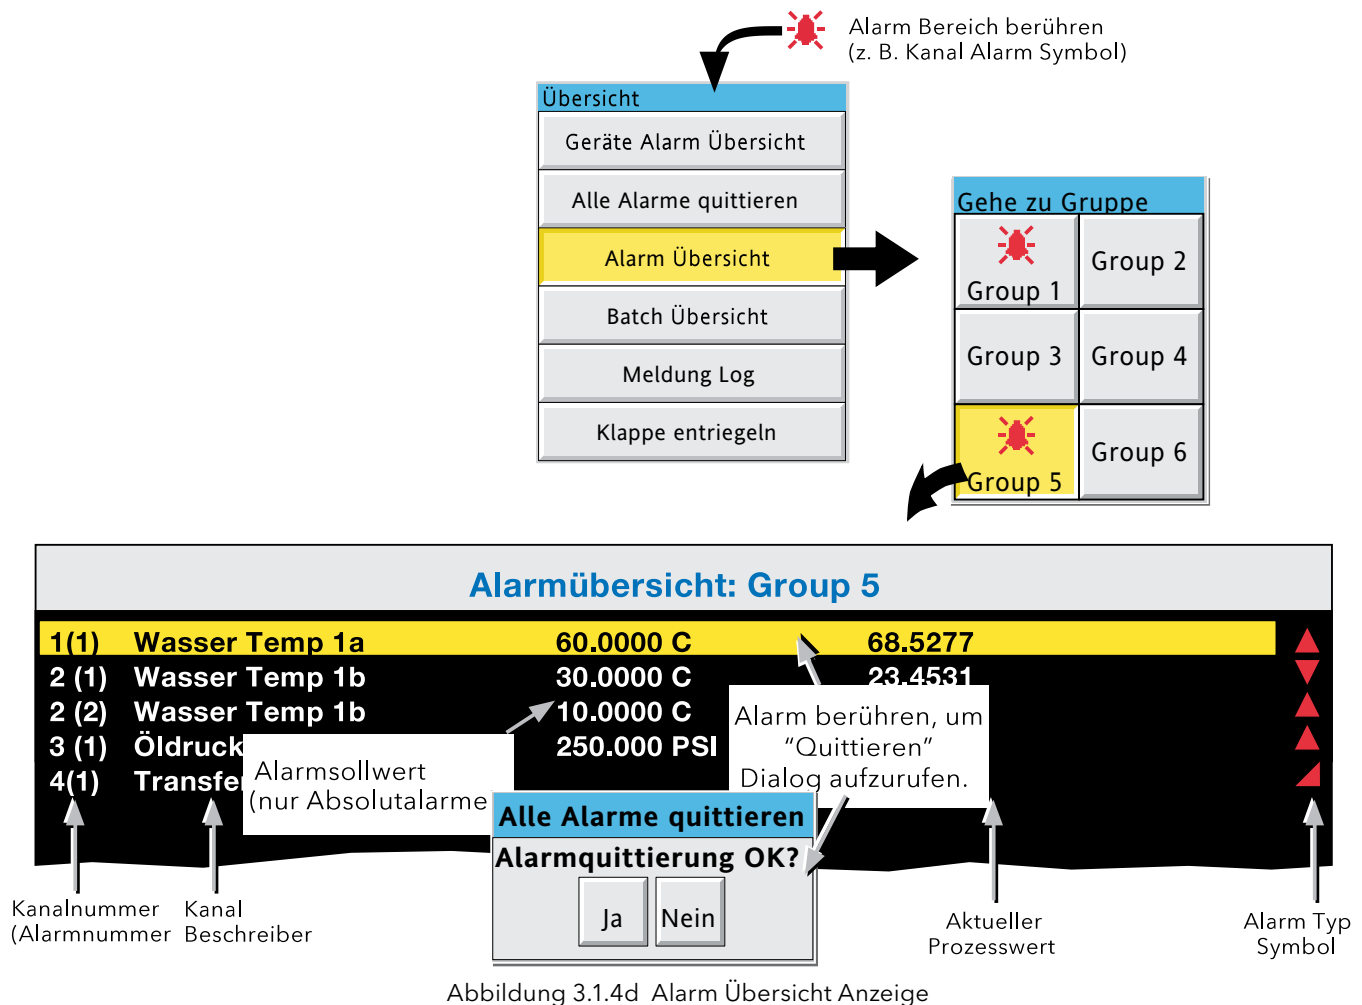 Alarm Bereich berühren
(z. B. Kanal Alarm Symbol)
Übersicht
Geräte Alarm Übersicht
Alle Alarme quittieren
Alarm Übersicht
Batch Übersicht
Meldung Log
Klappe entriegeln
Gehe zu Gruppe
Group 1
Group 2
Group 3
Group 4
Group 5
Group 6
Alarmübersicht: Group 5
1(1) Wasser Temp 1a 60.0000 C 68.5277
2 (1) Wasser Temp 1b 30.0000 C 23.4531
2 (2) Wasser Temp 1b 10.0000 C
3 (1) Öldruck 250.000 PSI
4(1) Transfe
Alarmsollwert
(nur Absolutalarme
Alarm berühren, um
“Quittieren”
Dialog aufzurufen.
Alle Alarme quittieren
Alarmquittierung OK?
Ja Nein
Kanalnummer
(Alarmnummer
Kanal
Beschreiber
Aktueller
Prozesswert
Alarm Typ
Symbol
Abbildung 3.1.4d Alarm Übersicht Anzeige